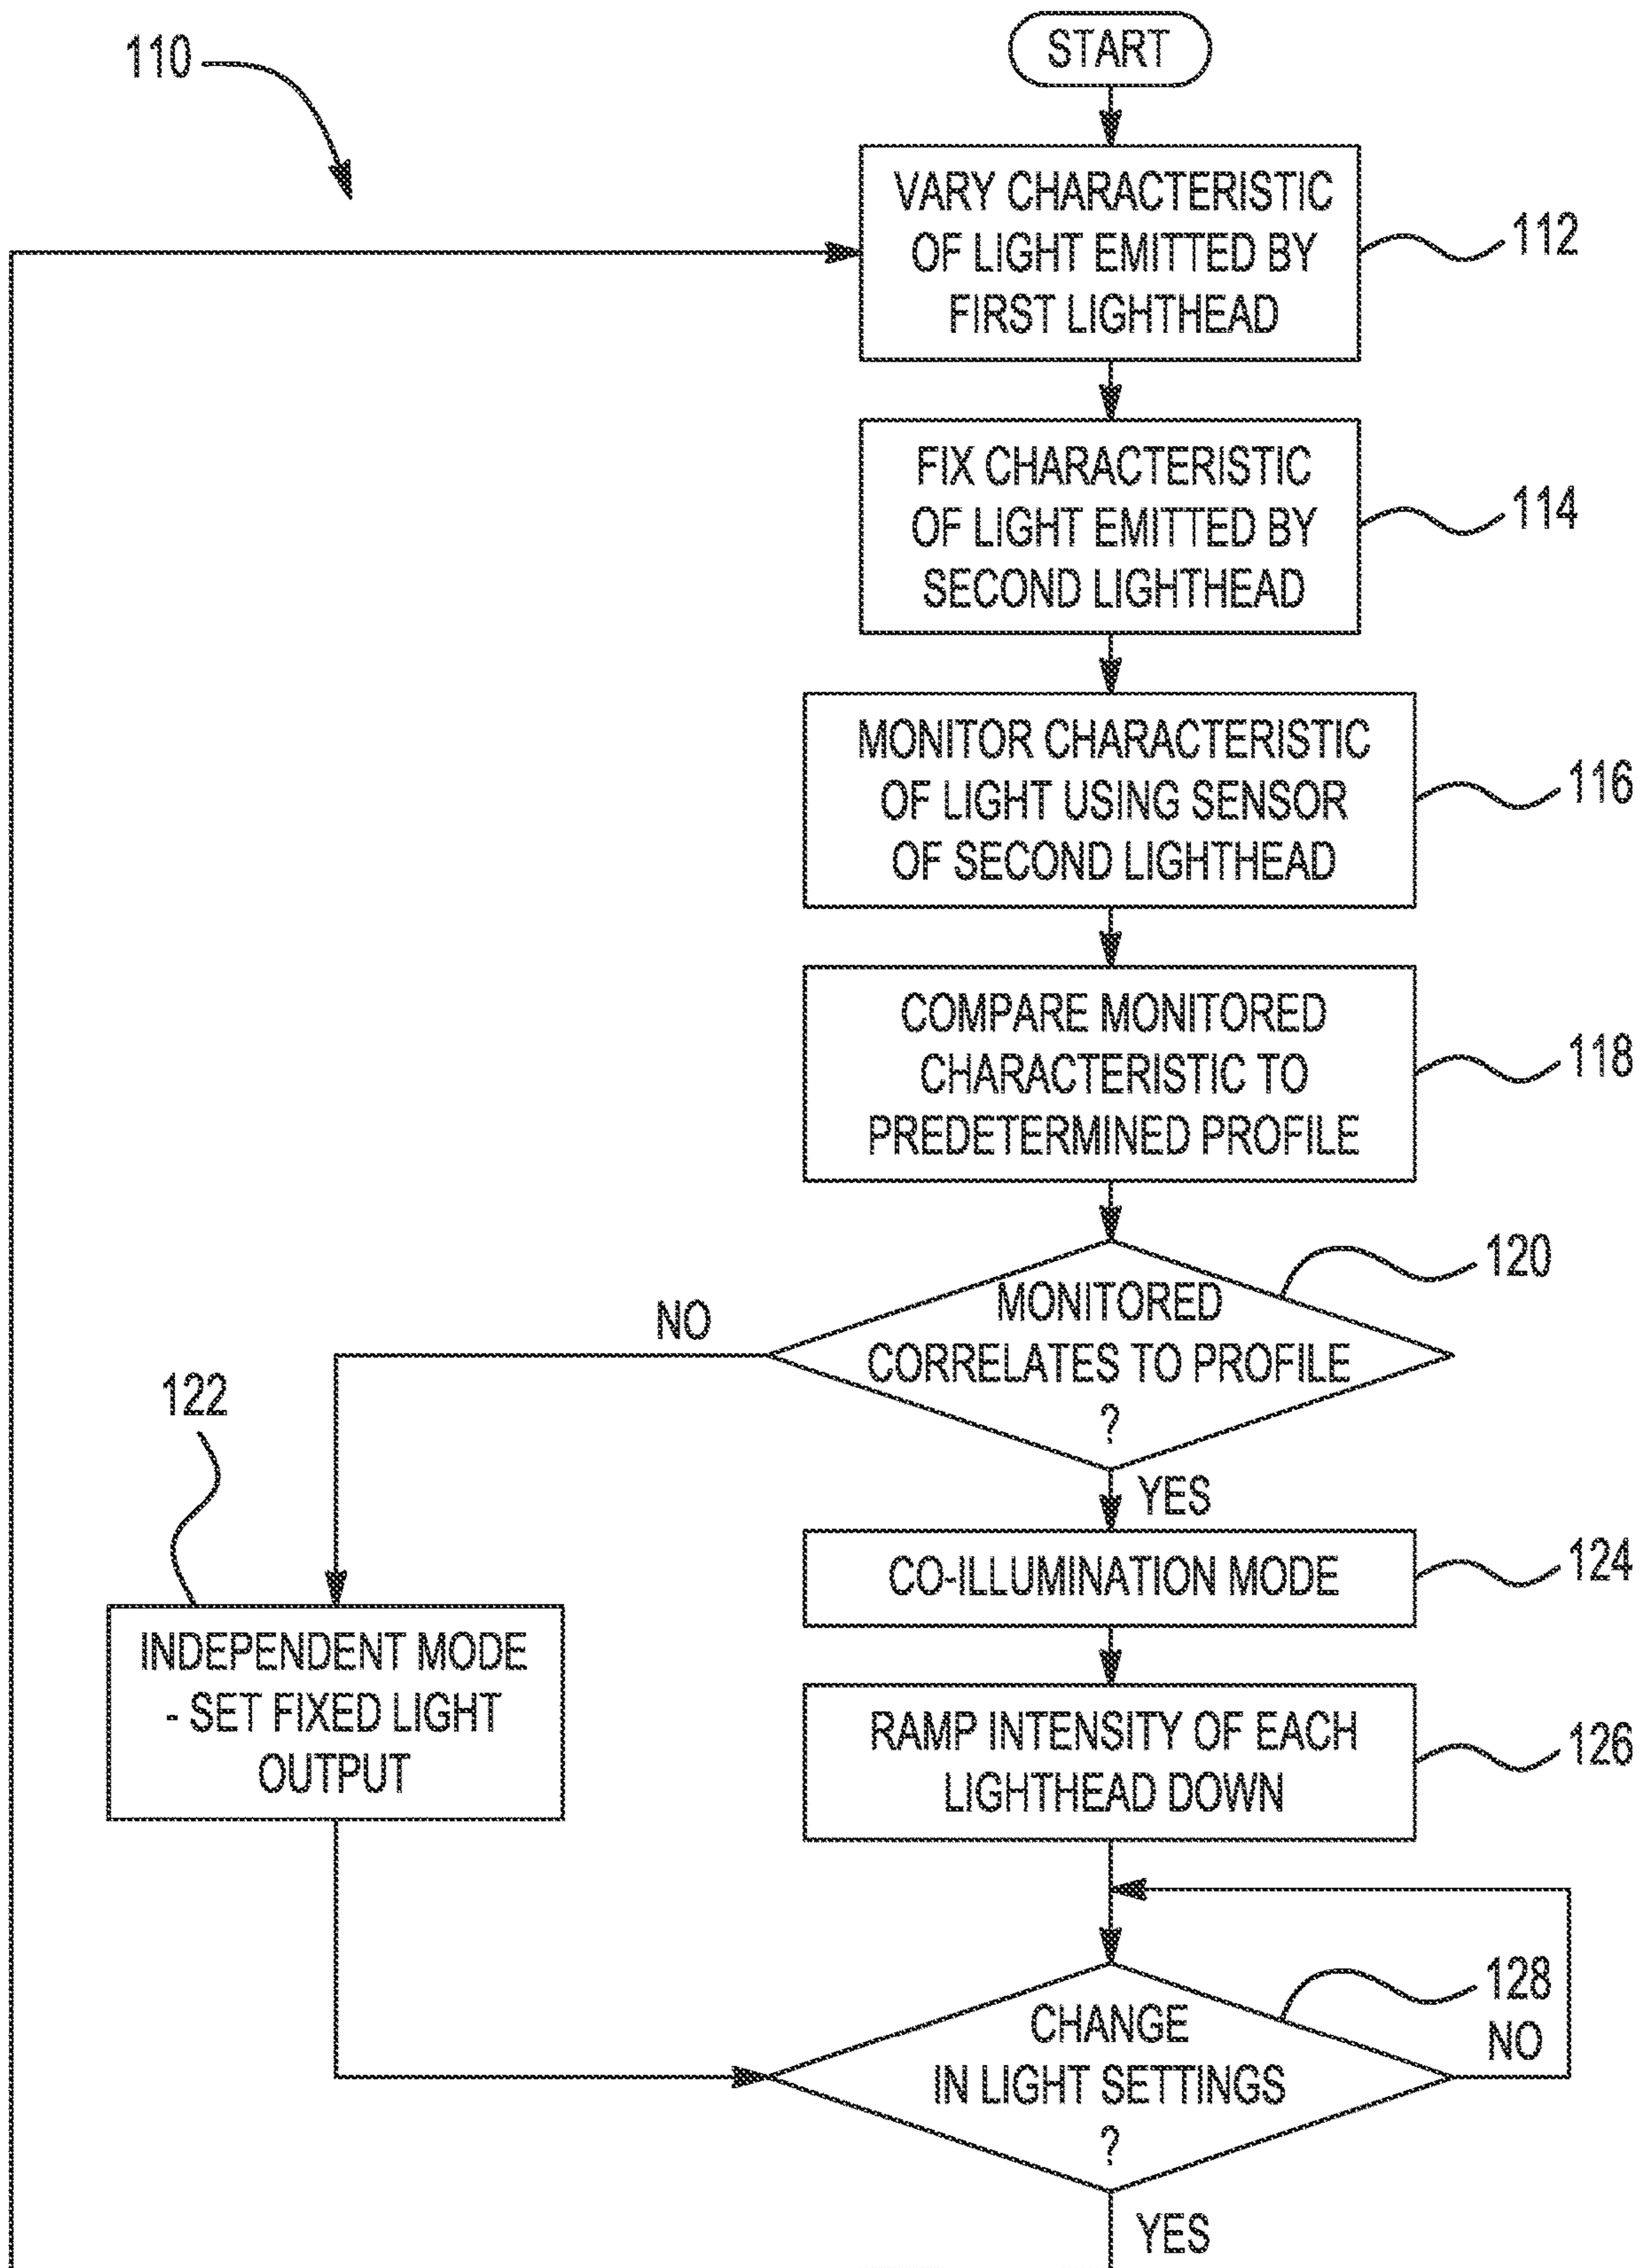 110
START
VARY CHARACTERISTIC
OF LIGHT EMITTED BY
FIRST LIGHTHEAD
112
FIX CHARACTERISTIC
OF LIGHT EMITTED BY
SECOND LIGHTHEAD
114
MONITOR CHARACTERISTIC
OF LIGHT USING SENSOR
OF SECOND LIGHTHEAD
116
COMPARE MONITORED
CHARACTERISTIC TO
PREDETERMINED PROFILE
118
MONITORED
CORRELATES TO PROFILE
?
120
NO
122
INDEPENDENT MODE
- SET FIXED LIGHT
OUTPUT
YES
CO-ILLUMINATION MODE
124
RAMP INTENSITY OF EACH
LIGHTHEAD DOWN
126
CHANGE
IN LIGHT SETTINGS
?
128
NO
YES